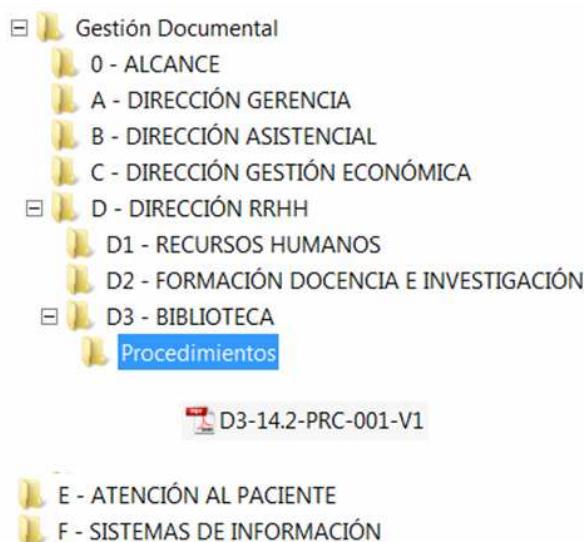 Gestión Documental
0 - ALCANCE
A - DIRECCIÓN GERENCIA
B - DIRECCIÓN ASISTENCIAL
C - DIRECCIÓN GESTIÓN ECONÓMICA
D - DIRECCIÓN RRHH
D1 - RECURSOS HUMANOS
D2 - FORMACIÓN DOCENCIA E INVESTIGACIÓN
D3 - BIBLIOTECA
Procedimientos
D3-14.2-PRC-001-V1
E - ATENCIÓN AL PACIENTE
F - SISTEMAS DE INFORMACIÓN